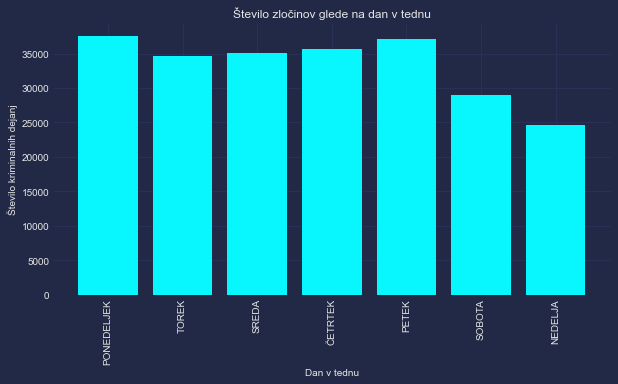 Število zločinov glede na dan v tednu
Število kriminalnih dejanj
35000
30000
25000
20000
15000
10000
5000
0
PONEDELJEK
TOREK
SREDA
ČETRTEK
PETEK
SOBOTA
NEDELJA
Dan v tednu